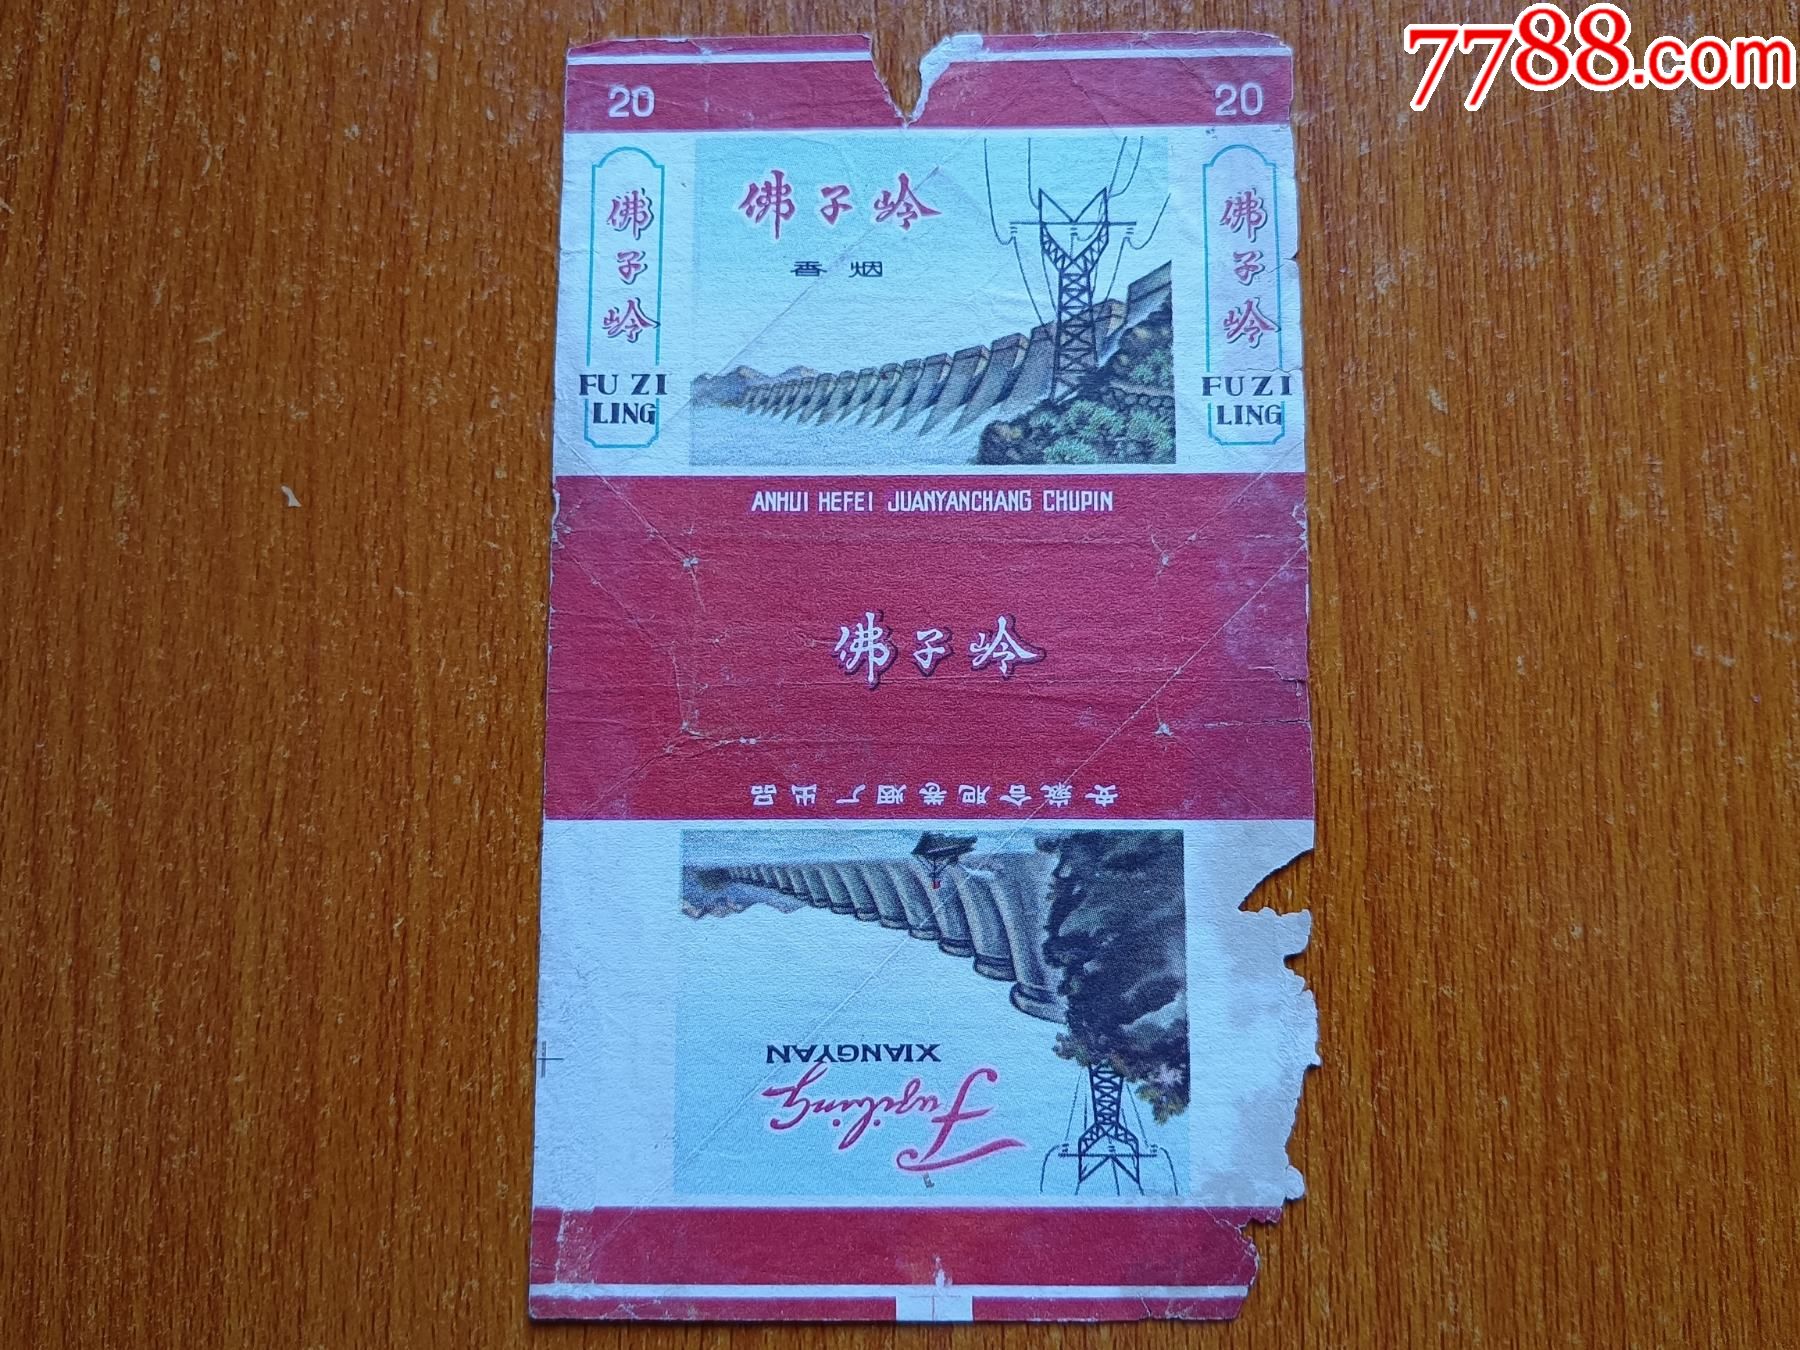 7788.com
20
20
佛子岭
香烟
佛子岭
FU ZI
LING
佛子岭
FU ZI
LING
ANHUI HEFEI JUANYANCHANG CHUPIN
佛子岭
安徽合肥卷烟厂出品
Fuziling
XIANGYAN